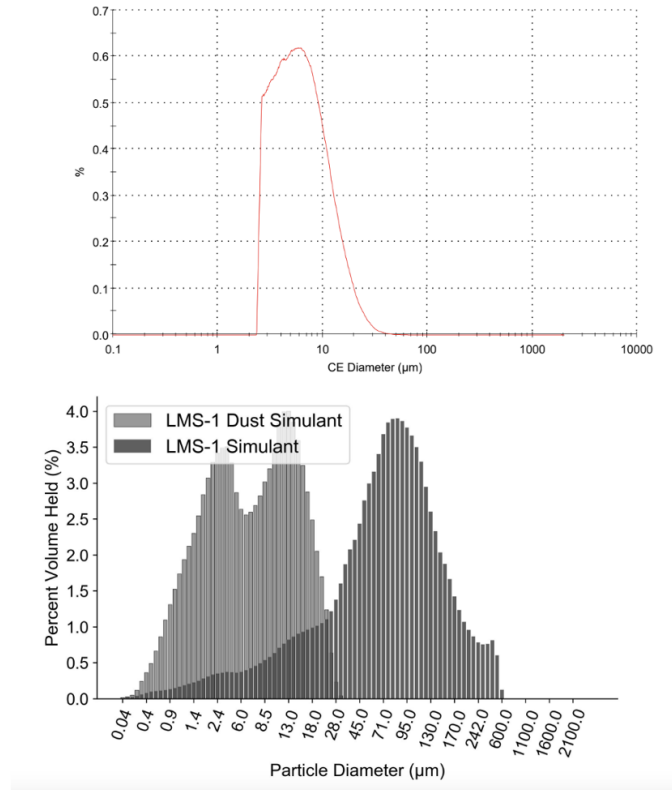 0.7
0.6
0.5
0.4
0.3
0.2
0.1
0.0
%
0.1 1 10 100 1000 10000
CE Diameter (µm)
LMS-1 Dust Simulant
LMS-1 Simulant
4.0
3.5
3.0
2.5
2.0
1.5
1.0
0.5
0.0
Percent Volume Held (%)
0.04 0.4 0.9 1.4 2.4 6.0 8.5 13.0 18.0 28.0 45.0 71.0 95.0 130.0 170.0 242.0 600.0 1100.0 1600.0 2100.0
Particle Diameter (µm)